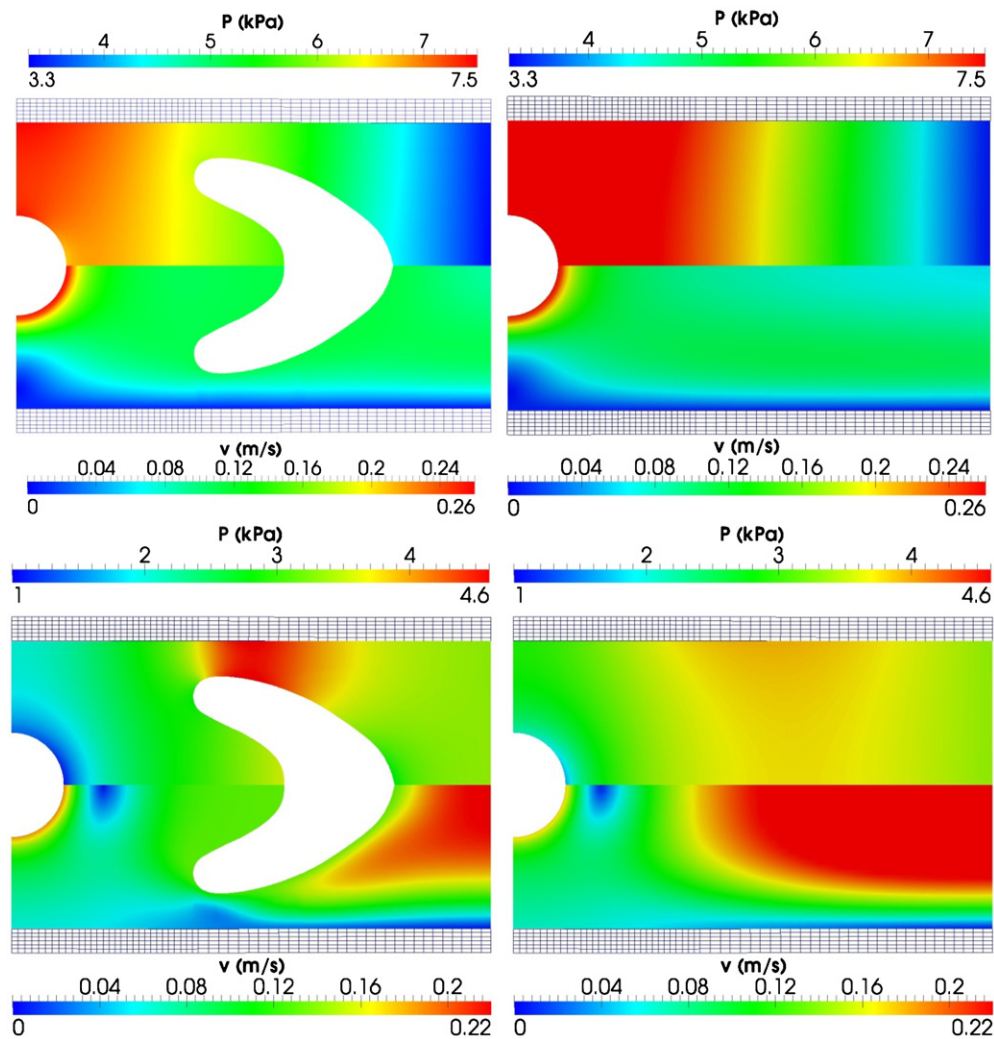 P (kPa) P (kPa)
4 5 6 7 4 5 6 7
3.3 7.5 3.3 7.5
v (m/s) v (m/s)
0.04 0.08 0.12 0.16 0.2 0.24 0.04 0.08 0.12 0.16 0.2 0.24
0 0.26 0 0.26
P (kPa) P (kPa)
2 3 4 2 3 4
1 4.6 1 4.6
v (m/s) v (m/s)
0.04 0.08 0.12 0.16 0.2 0.04 0.08 0.12 0.16 0.2
0 0.22 0 0.22